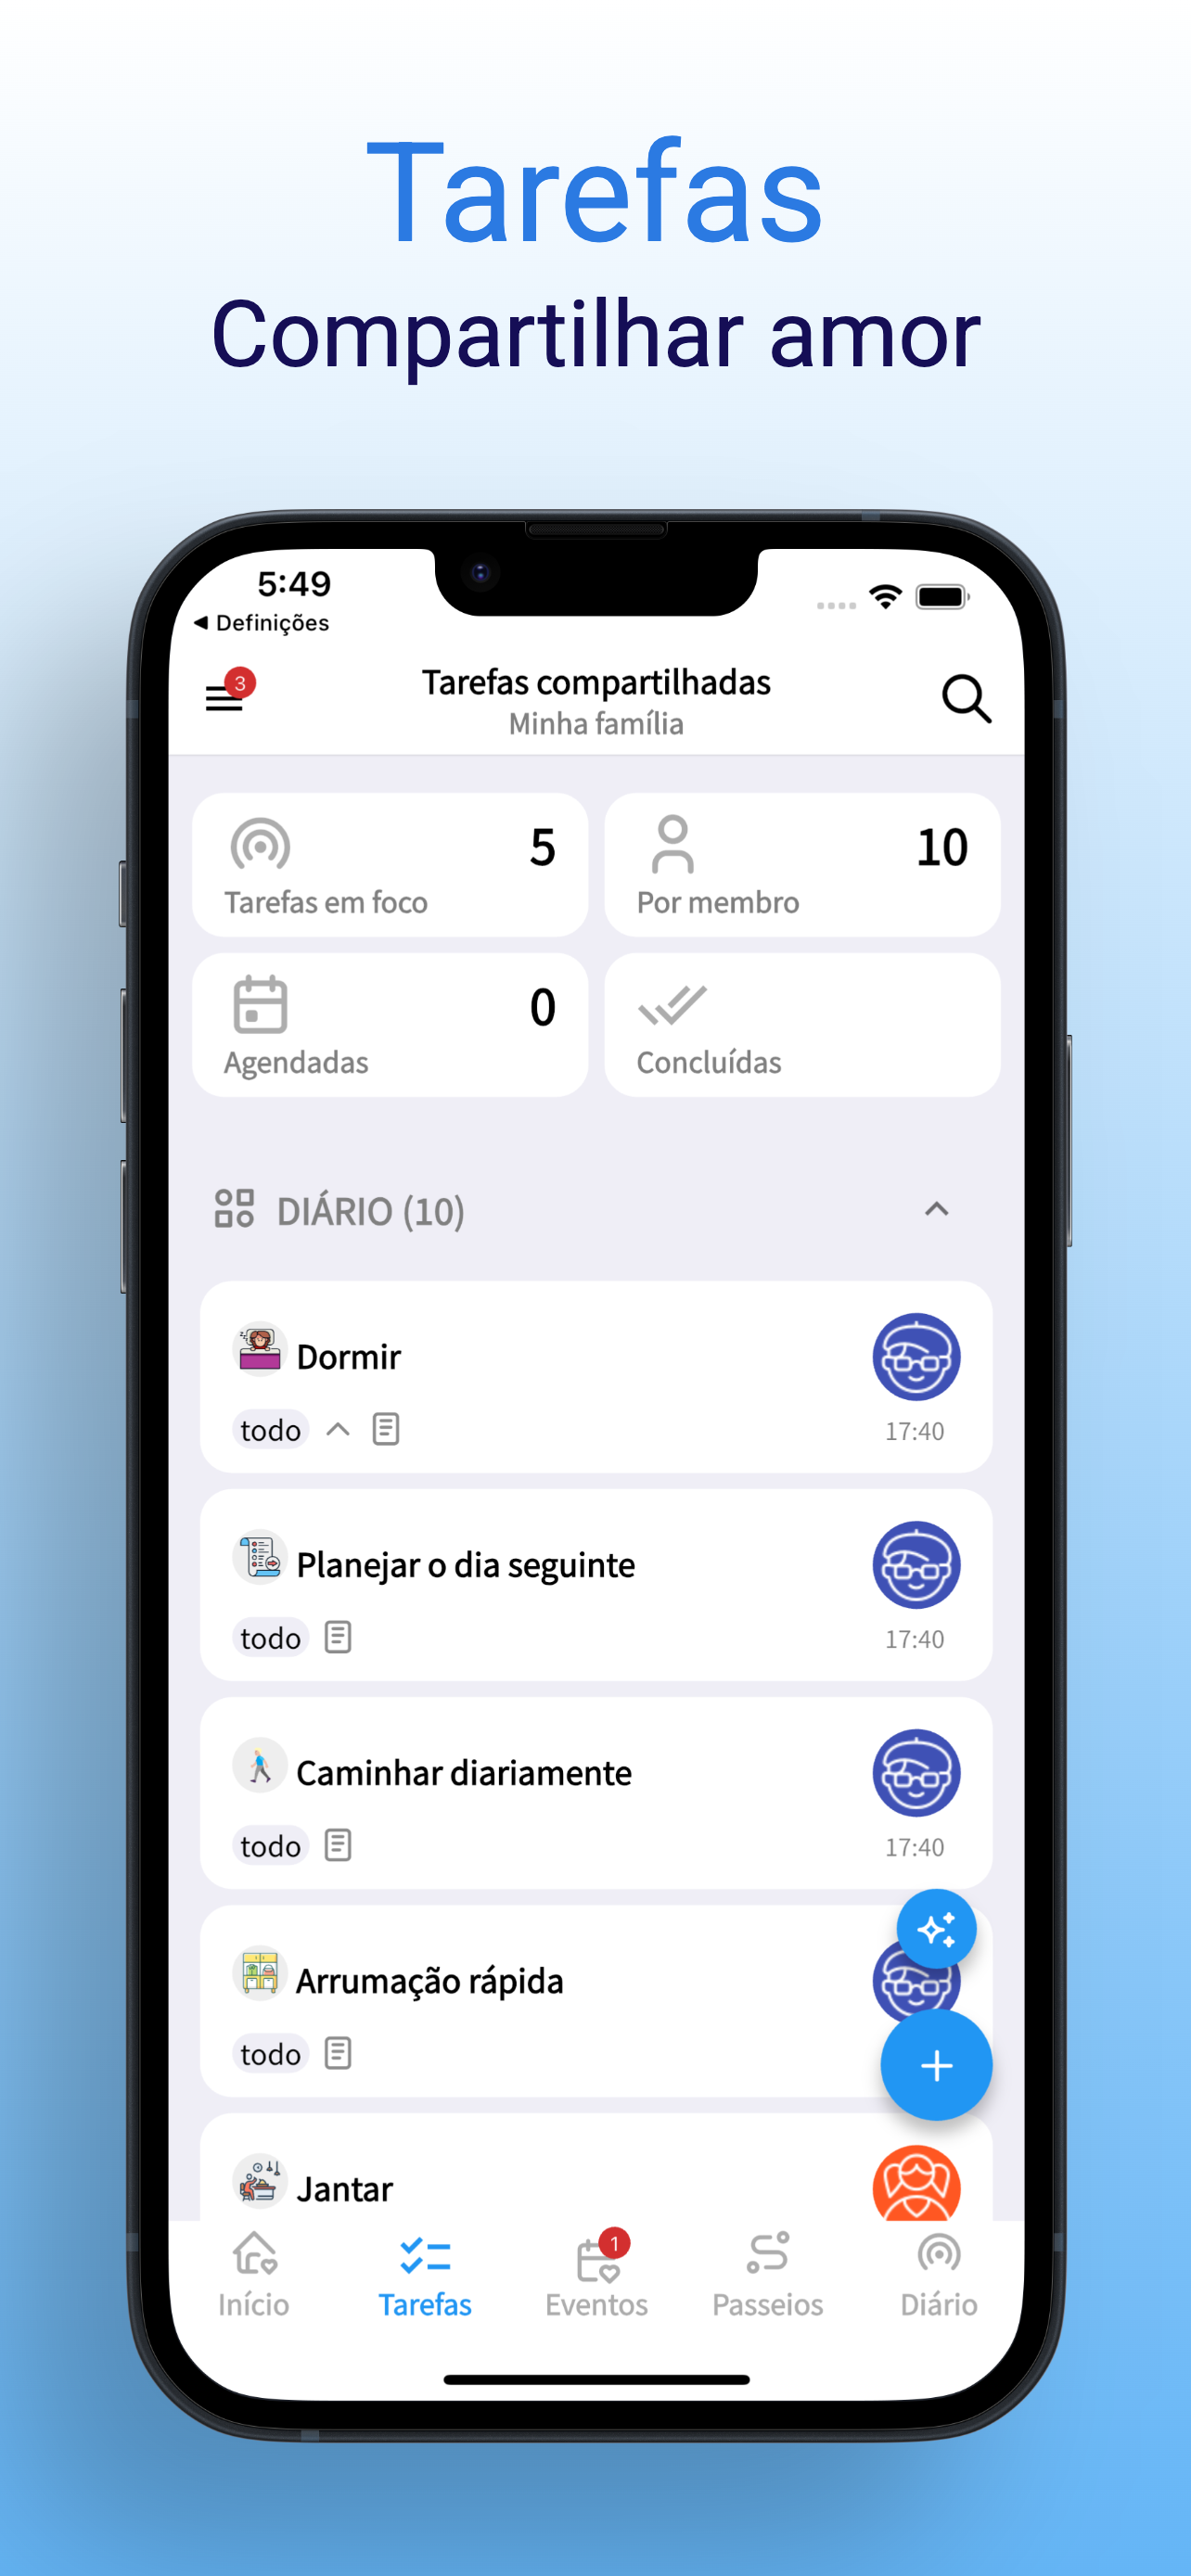 Tarefas
Compartilhar amor
5:49
◀ Definições
3
Tarefas compartilhadas
Minha família
5
Tarefas em foco
10
Por membro
0
Agendadas
Concluídas
DIÁRIO (10)
Dormir
todo
17:40
Planejar o dia seguinte
todo
17:40
Caminhar diariamente
todo
17:40
Arrumação rápida
todo
Jantar
1
Início
Tarefas
Eventos
Passeios
Diário